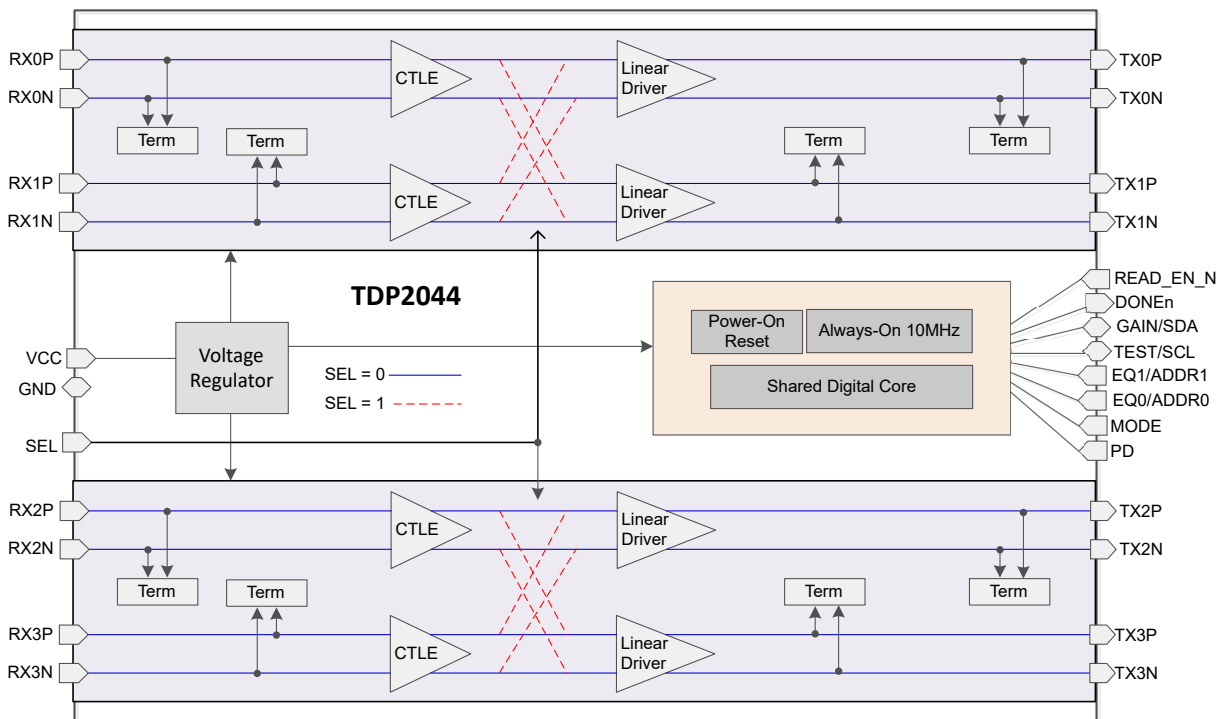 RX0P
CTLE
Linear
Driver
TX0P
RX0N
TX0N
Term
Term
Term
Term
RX1P
CTLE
Linear
Driver
TX1P
RX1N
TX1N
TDP2044
VCC
GND
SEL
Voltage
Regulator
SEL = 0
SEL = 1
Power-On
Reset
Always-On 10MHz
Shared Digital Core
READ_EN_N
DONEn
GAIN/SDA
TEST/SCL
EQ1/ADDR1
EQ0/ADDR0
MODE
PD
RX2P
CTLE
Linear
Driver
TX2P
RX2N
TX2N
Term
Term
Term
Term
RX3P
CTLE
Linear
Driver
TX3P
RX3N
TX3N